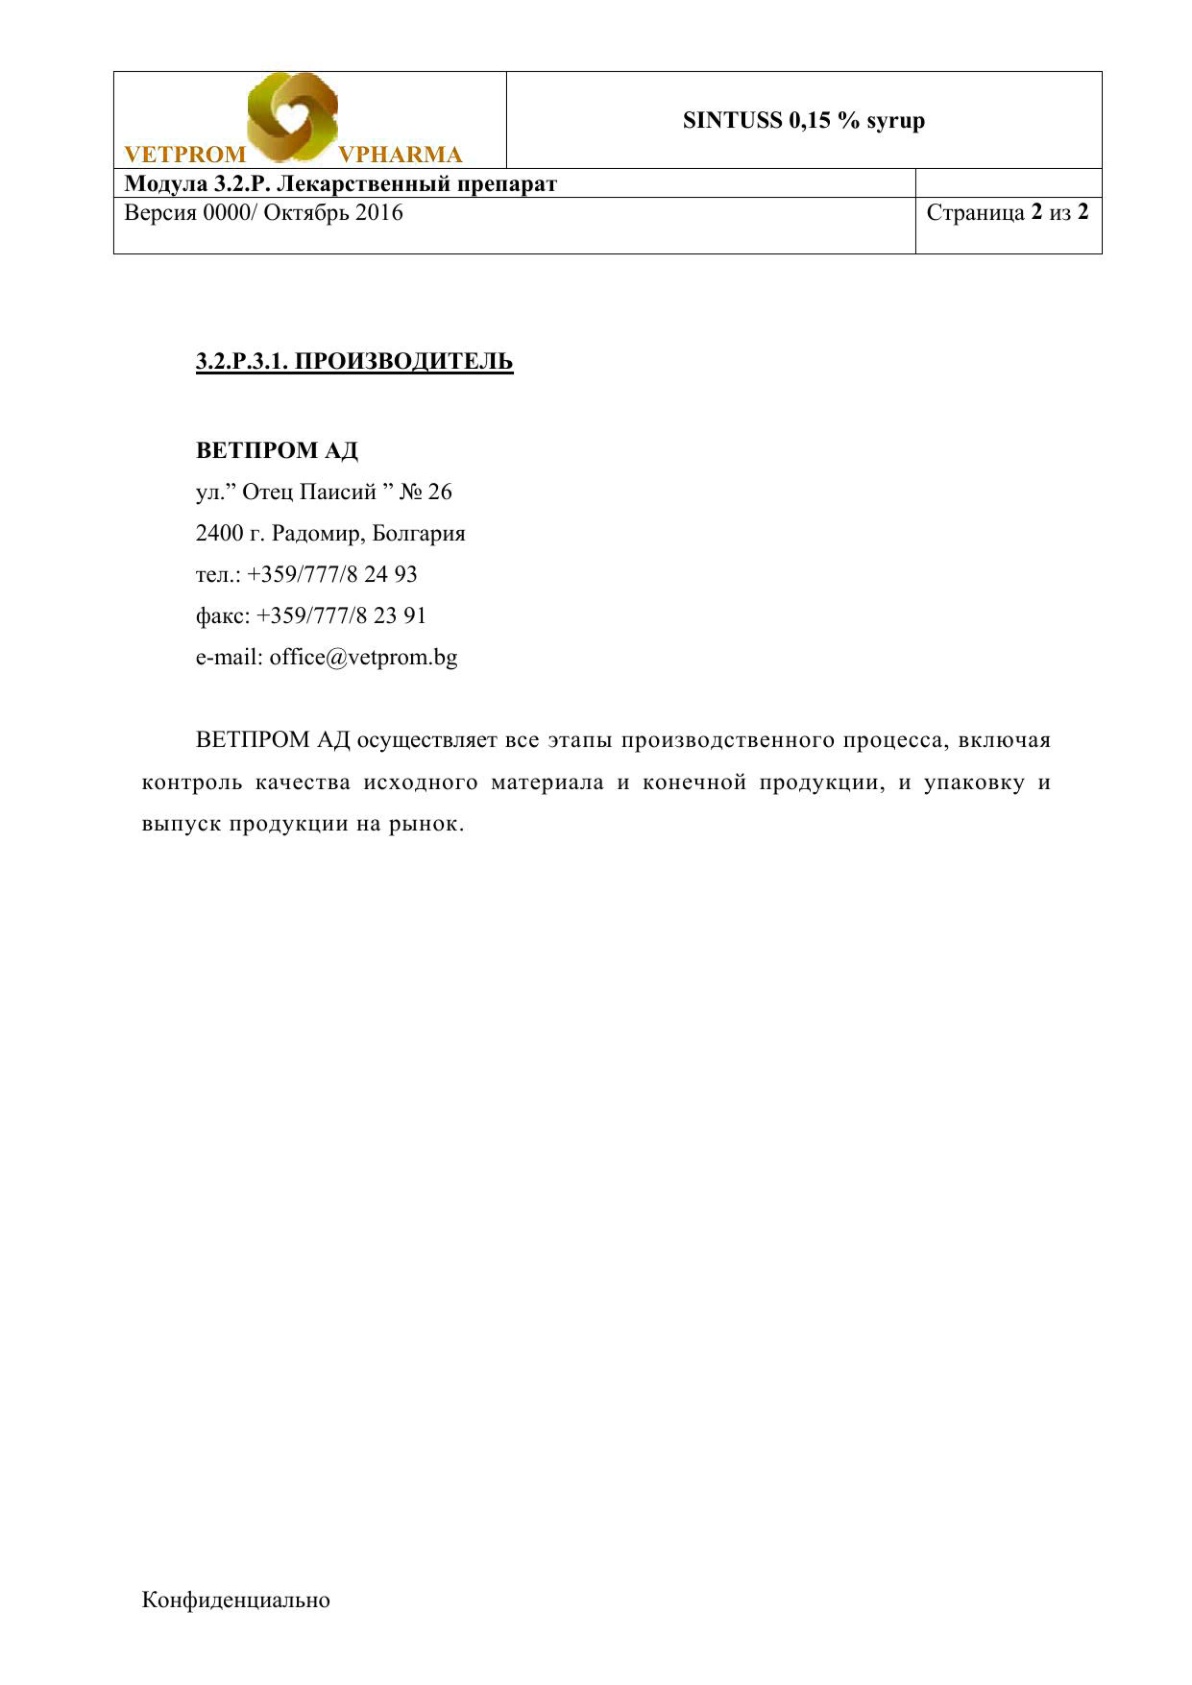 VETPROM VPHARMA
SINTUSS 0,15 % syrup
Модула 3.2.Р. Лекарственный препарат
Версия 0000/ Октябрь 2016
Страница 2 из 2
3.2.Р.3.1. ПРОИЗВОДИТЕЛЬ
ВЕТПРОМ АД
ул.” Отец Паисий ” № 26
2400 г. Радомир, Болгария
тел.: +359/777/8 24 93
факс: +359/777/8 23 91
e-mail: office@vetprom.bg
ВЕТПРОМ АД осуществляет все этапы производственного процесса, включая
контроль качества исходного материала и конечной продукции, и упаковку и
выпуск продукции на рынок.
Конфиденциально